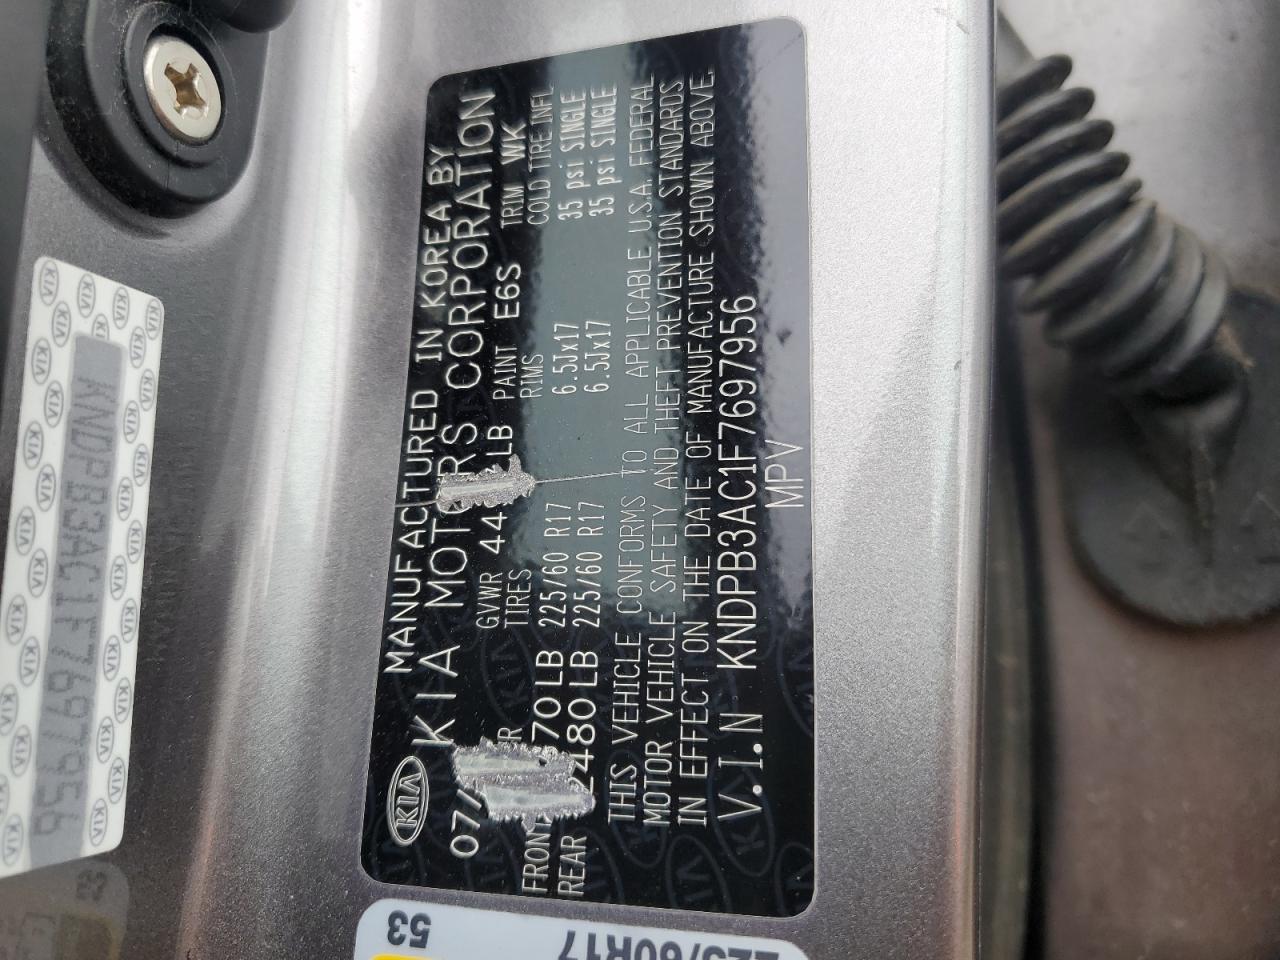 MANUFACTURED IN KOREA BY
KIA KIA MOTORS CORPORATION
07/
GVWR 44 LB PAINT E6S TRIM WK
TIRES RIMS COLD TIRE INFL
FRONT 70 LB 225/60 R17 6.5Jx17 35 psi SINGLE
REAR 2480 LB 225/60 R17 6.5Jx17 35 psi SINGLE
THIS VEHICLE CONFORMS TO ALL APPLICABLE U.S.A. FEDERAL
MOTOR VEHICLE SAFETY AND THEFT PREVENTION STANDARDS
IN EFFECT ON THE DATE OF MANUFACTURE SHOWN ABOVE.
V.I.N KNDPB3AC1F7697956
MPV
KNDPB3AC1F7697956
53
225/60R17